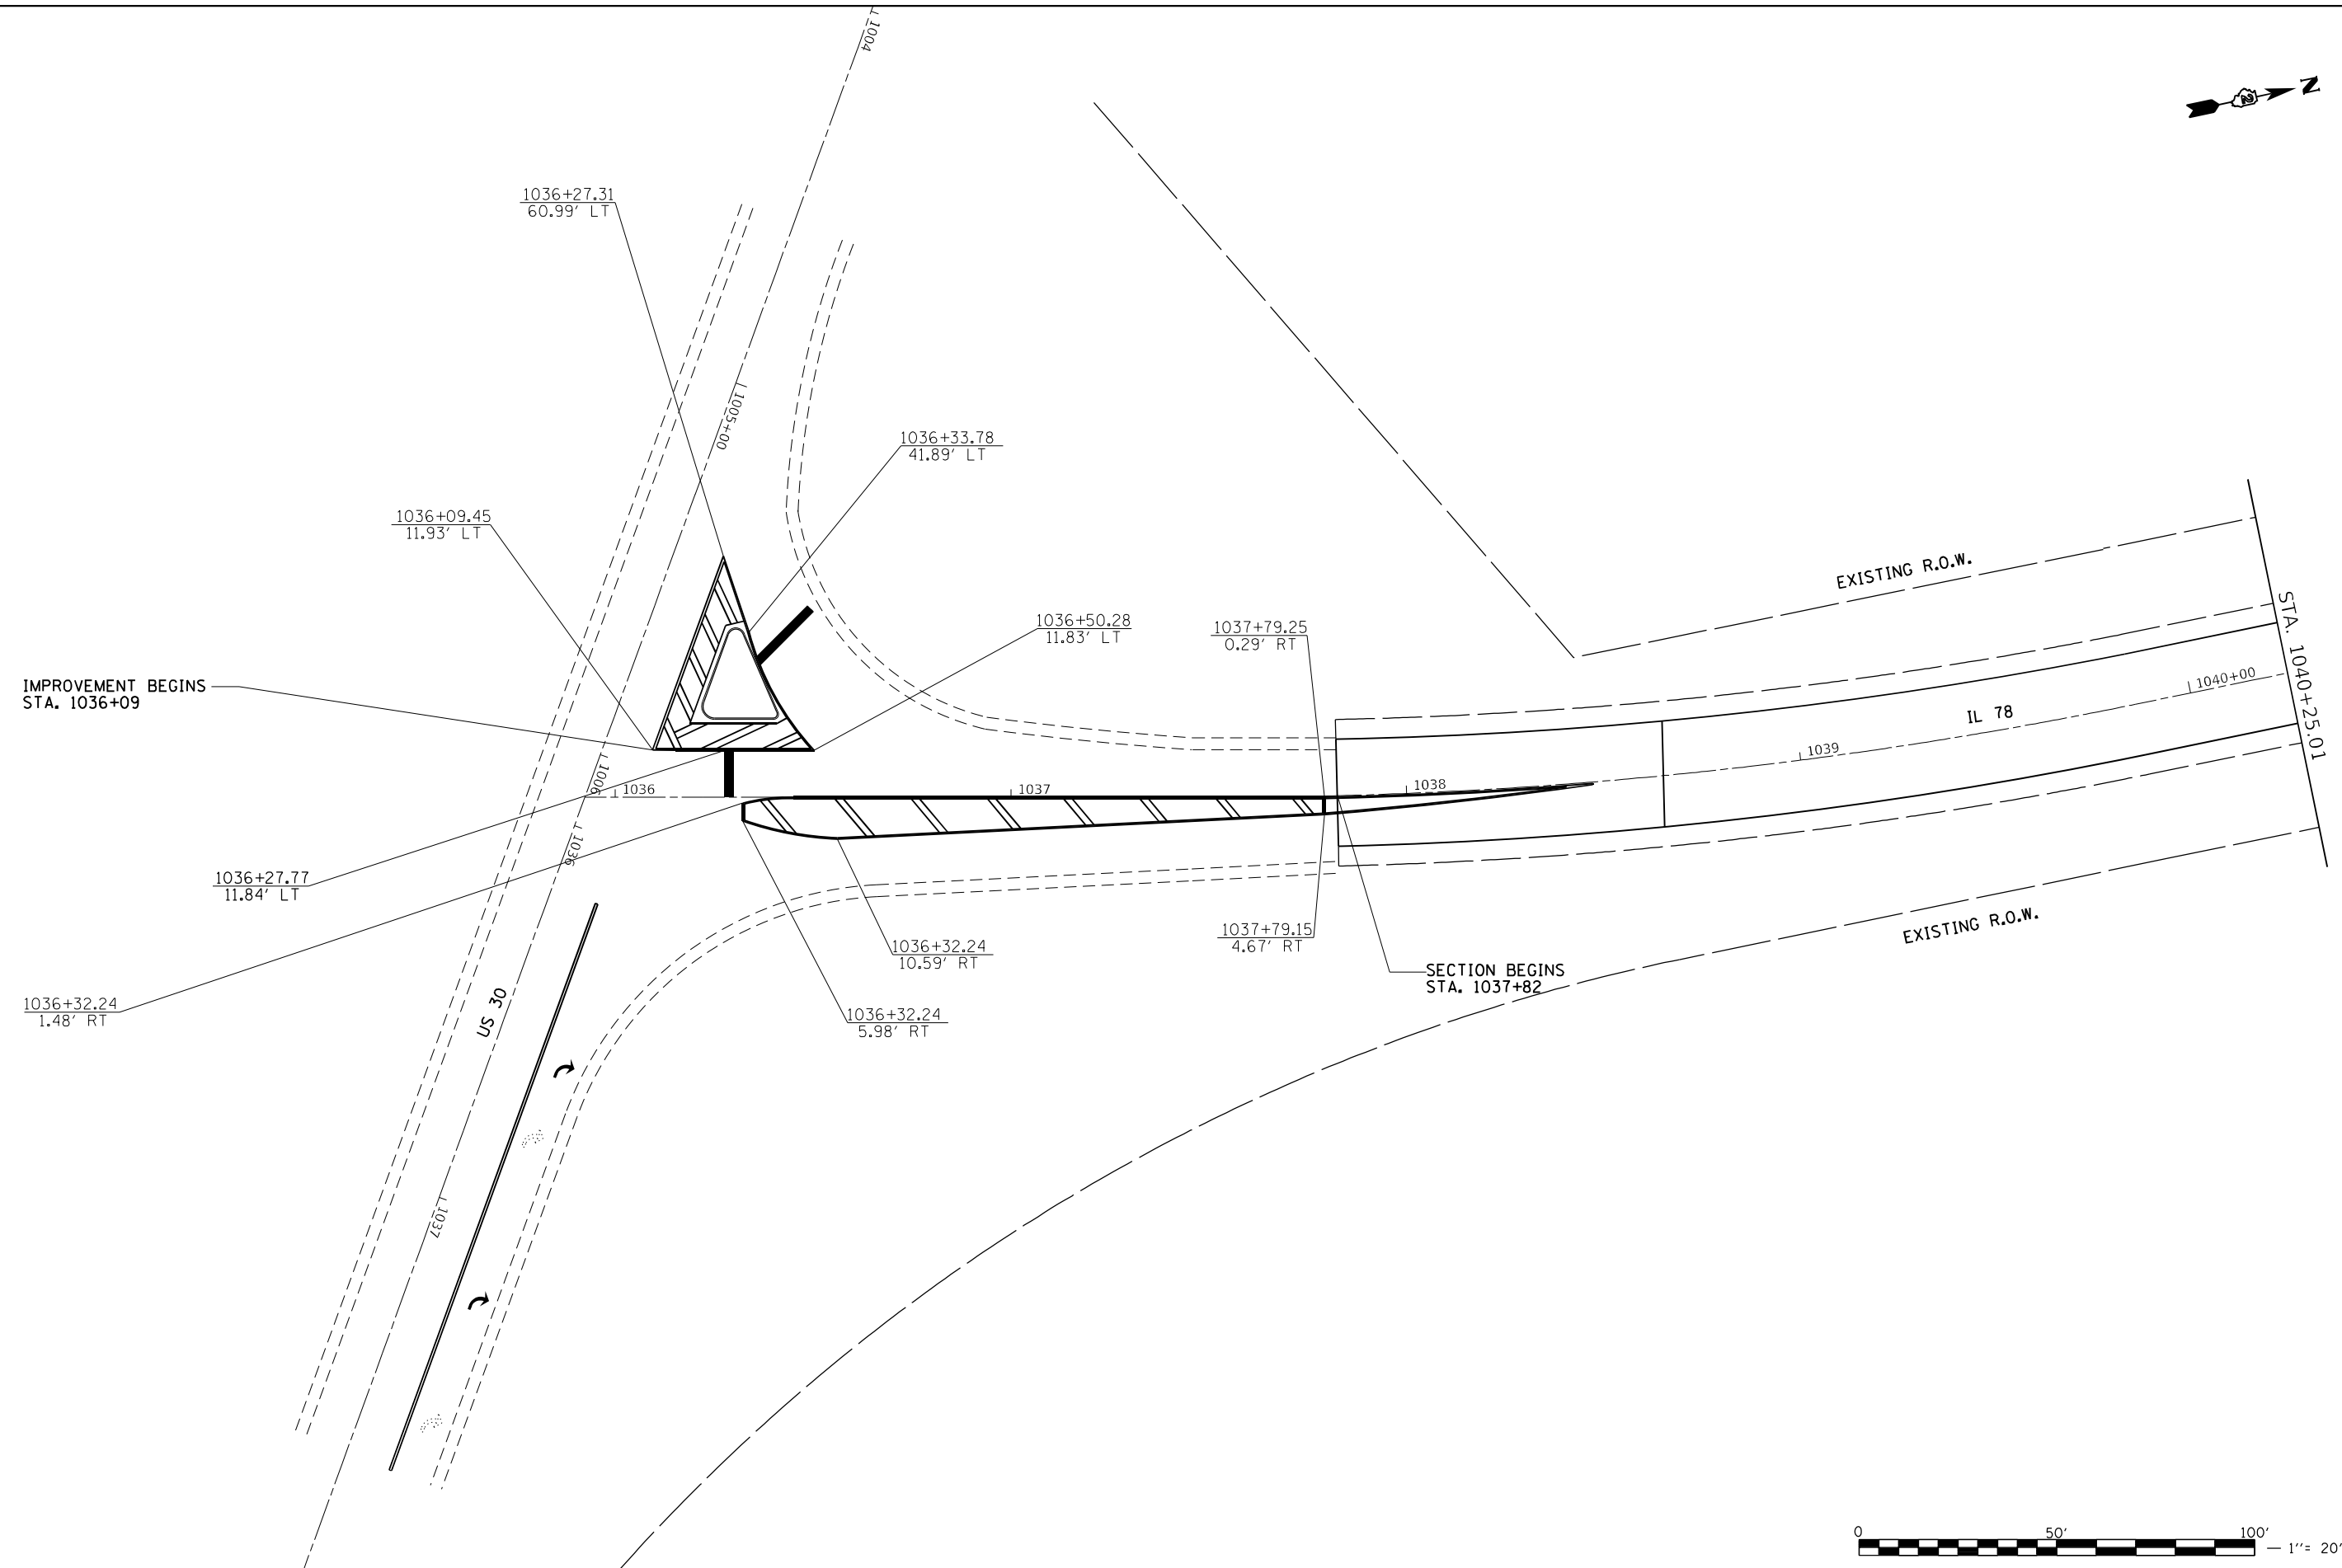 1004
N
1036+27.31
60.99' LT
1005+00
1036+33.78
41.89' LT
1036+09.45
11.93' LT
EXISTING R.O.W.
1036+50.28
11.83' LT
1037+79.25
0.29' RT
STA. 1040+25.01
IMPROVEMENT BEGINS
STA. 1036+09
1040+00
IL 78
1039
1006
1036
1037
1038
1036
1036+27.77
11.84' LT
1036+32.24
10.59' RT
1037+79.15
4.67' RT
EXISTING R.O.W.
SECTION BEGINS
STA. 1037+82
1036+32.24
1.48' RT
US 30
1036+32.24
5.98' RT
1037
0 50' 100'
1''= 20'